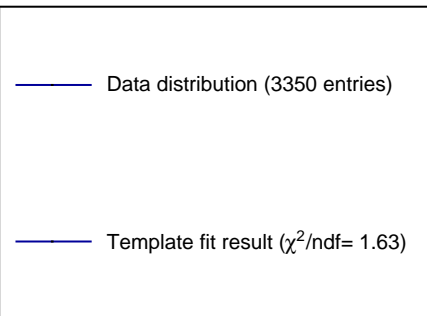 Data distribution (3350 entries)
Template fit result (χ²/ndf= 1.63)